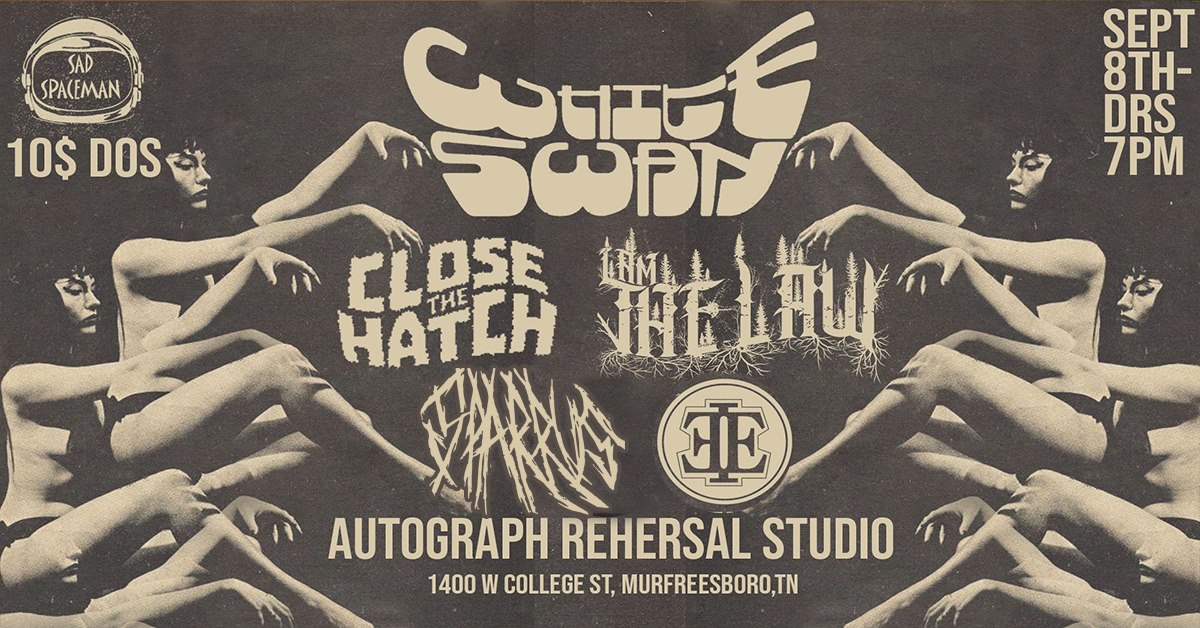 SAD
SPACEMAN
10$ DOS
WHITE
SWAN
SEPT
8TH-
DRS
7PM
CLOSE
THE
HATCH
I AM
THE LAW
AUTOGRAPH REHERSAL STUDIO
1400 W COLLEGE ST, MURFREESBORO,TN